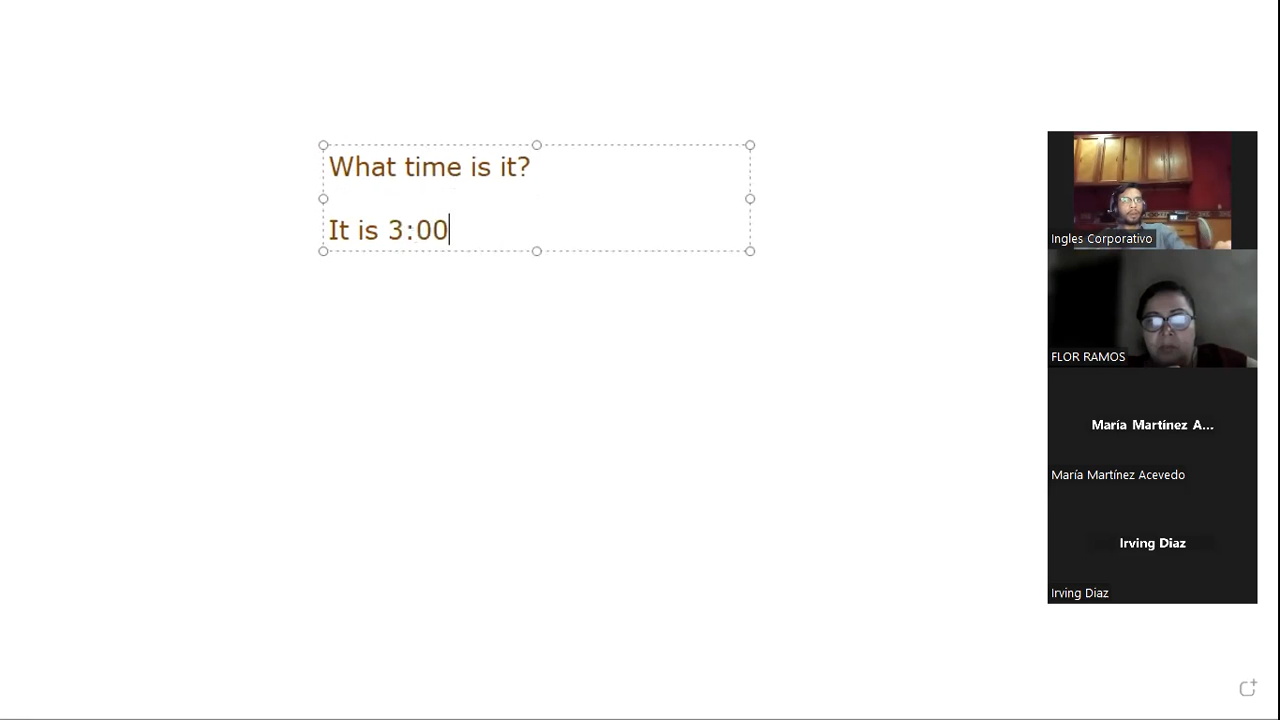 What time is it?
It is 3:00
Ingles Corporativo
FLOR RAMOS
María Martínez A...
María Martínez Acevedo
Irving Diaz
Irving Diaz